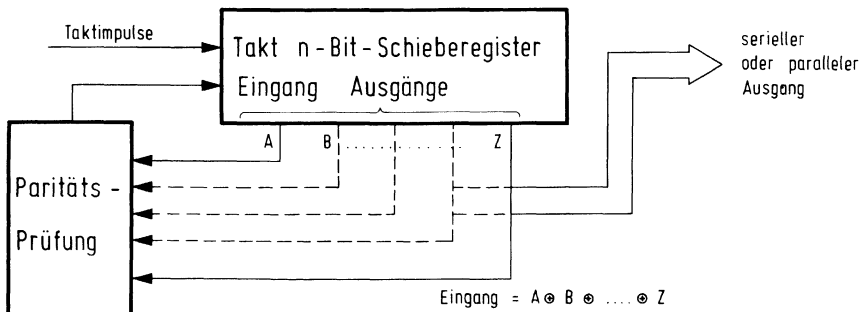 Taktimpulse
Takt n-Bit-Schieberegister
Eingang Ausgänge
serieller
oder paralleler
Ausgang
A B .............. Z
Paritäts-
Prüfung
Eingang = A ⊕ B ⊕ .... ⊕ Z